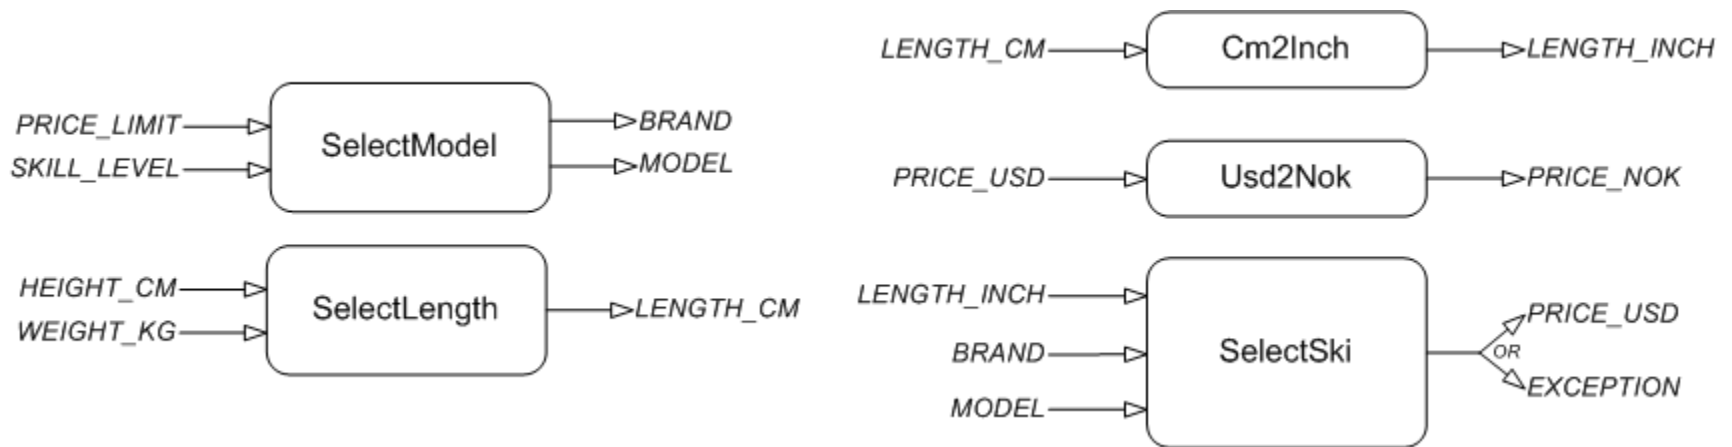 PRICE_LIMIT
SKILL_LEVEL
SelectModel
BRAND
MODEL
HEIGHT_CM
WEIGHT_KG
SelectLength
LENGTH_CM
LENGTH_CM
Cm2Inch
LENGTH_INCH
PRICE_USD
Usd2Nok
PRICE_NOK
LENGTH_INCH
BRAND
MODEL
SelectSki
PRICE_USD
OR
EXCEPTION